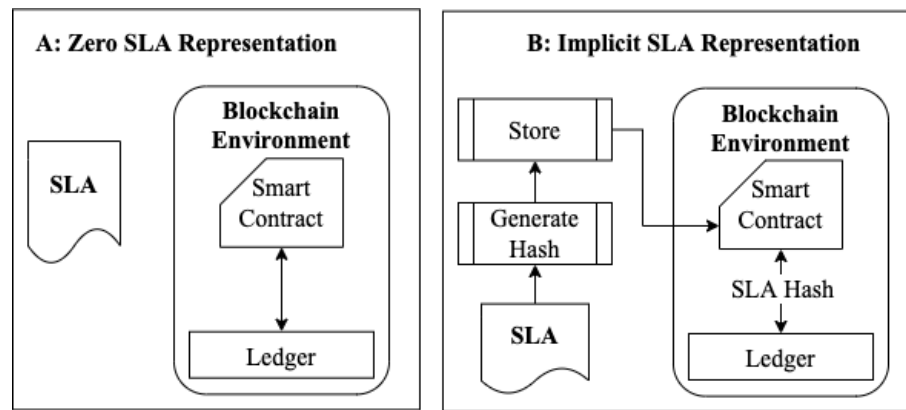 A: Zero SLA Representation
SLA
Blockchain
Environment
Smart
Contract
Ledger
B: Implicit SLA Representation
Store
Generate
Hash
SLA
Blockchain
Environment
Smart
Contract
SLA Hash
Ledger